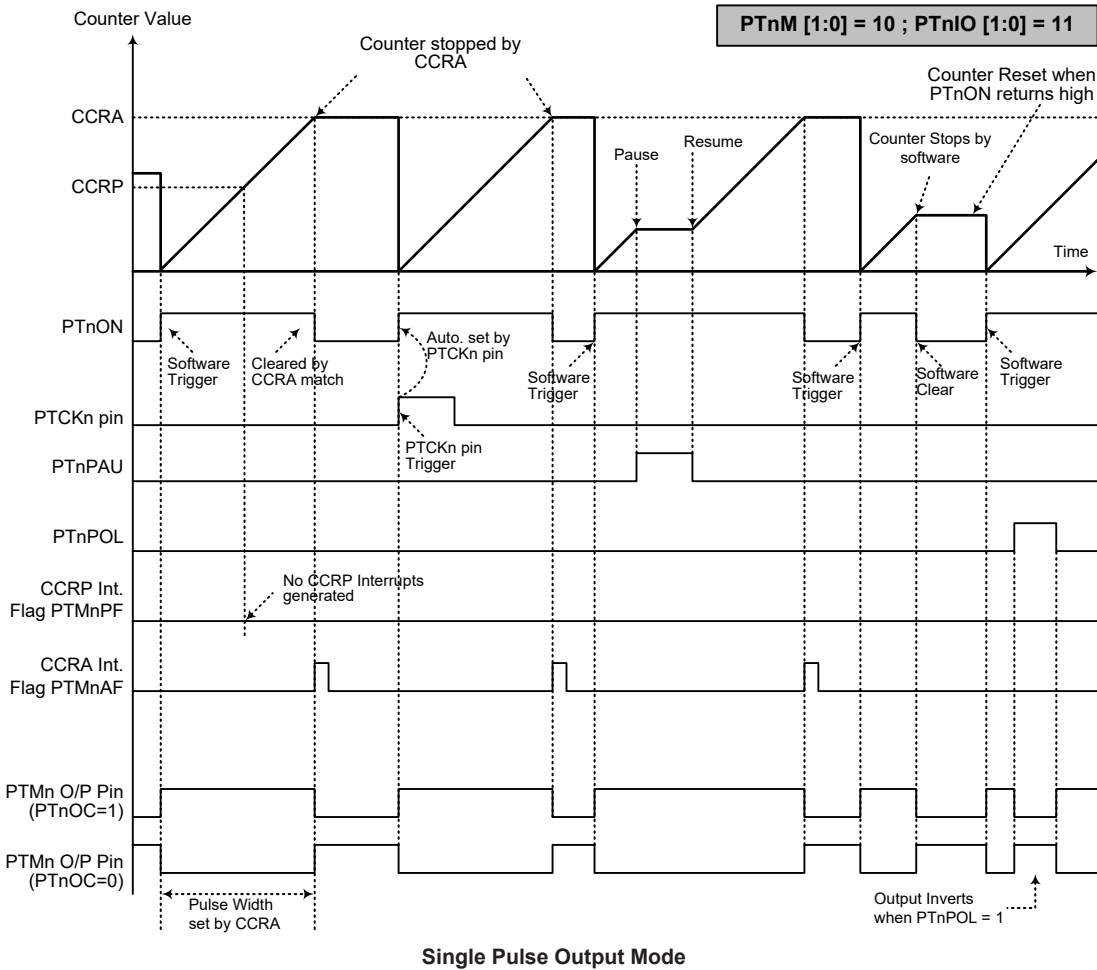 Counter Value
PTnM [1:0] = 10 ; PTnIO [1:0] = 11
Counter stopped by
CCRA
Counter Reset when
PTnON returns high
CCRA
Pause
Resume
Counter Stops by
software
CCRP
Time
PTnON
Software
Trigger
Cleared by
CCRA match
Auto. set by
PTCKn pin
Software
Trigger
Software
Trigger
Software
Clear
Software
Trigger
PTCKn pin
PTCKn pin
Trigger
PTnPAU
PTnPOL
CCRP Int.
Flag PTMnPF
No CCRP Interrupts
generated
CCRA Int.
Flag PTMnAF
PTMn O/P Pin
(PTnOC=1)
PTMn O/P Pin
(PTnOC=0)
Pulse Width
set by CCRA
Output Inverts
when PTnPOL = 1
Single Pulse Output Mode